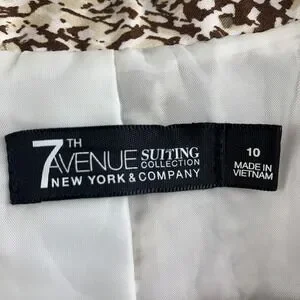 7TH
AVENUE SUITING
COLLECTION
NEW YORK & COMPANY
10
MADE IN
VIETNAM